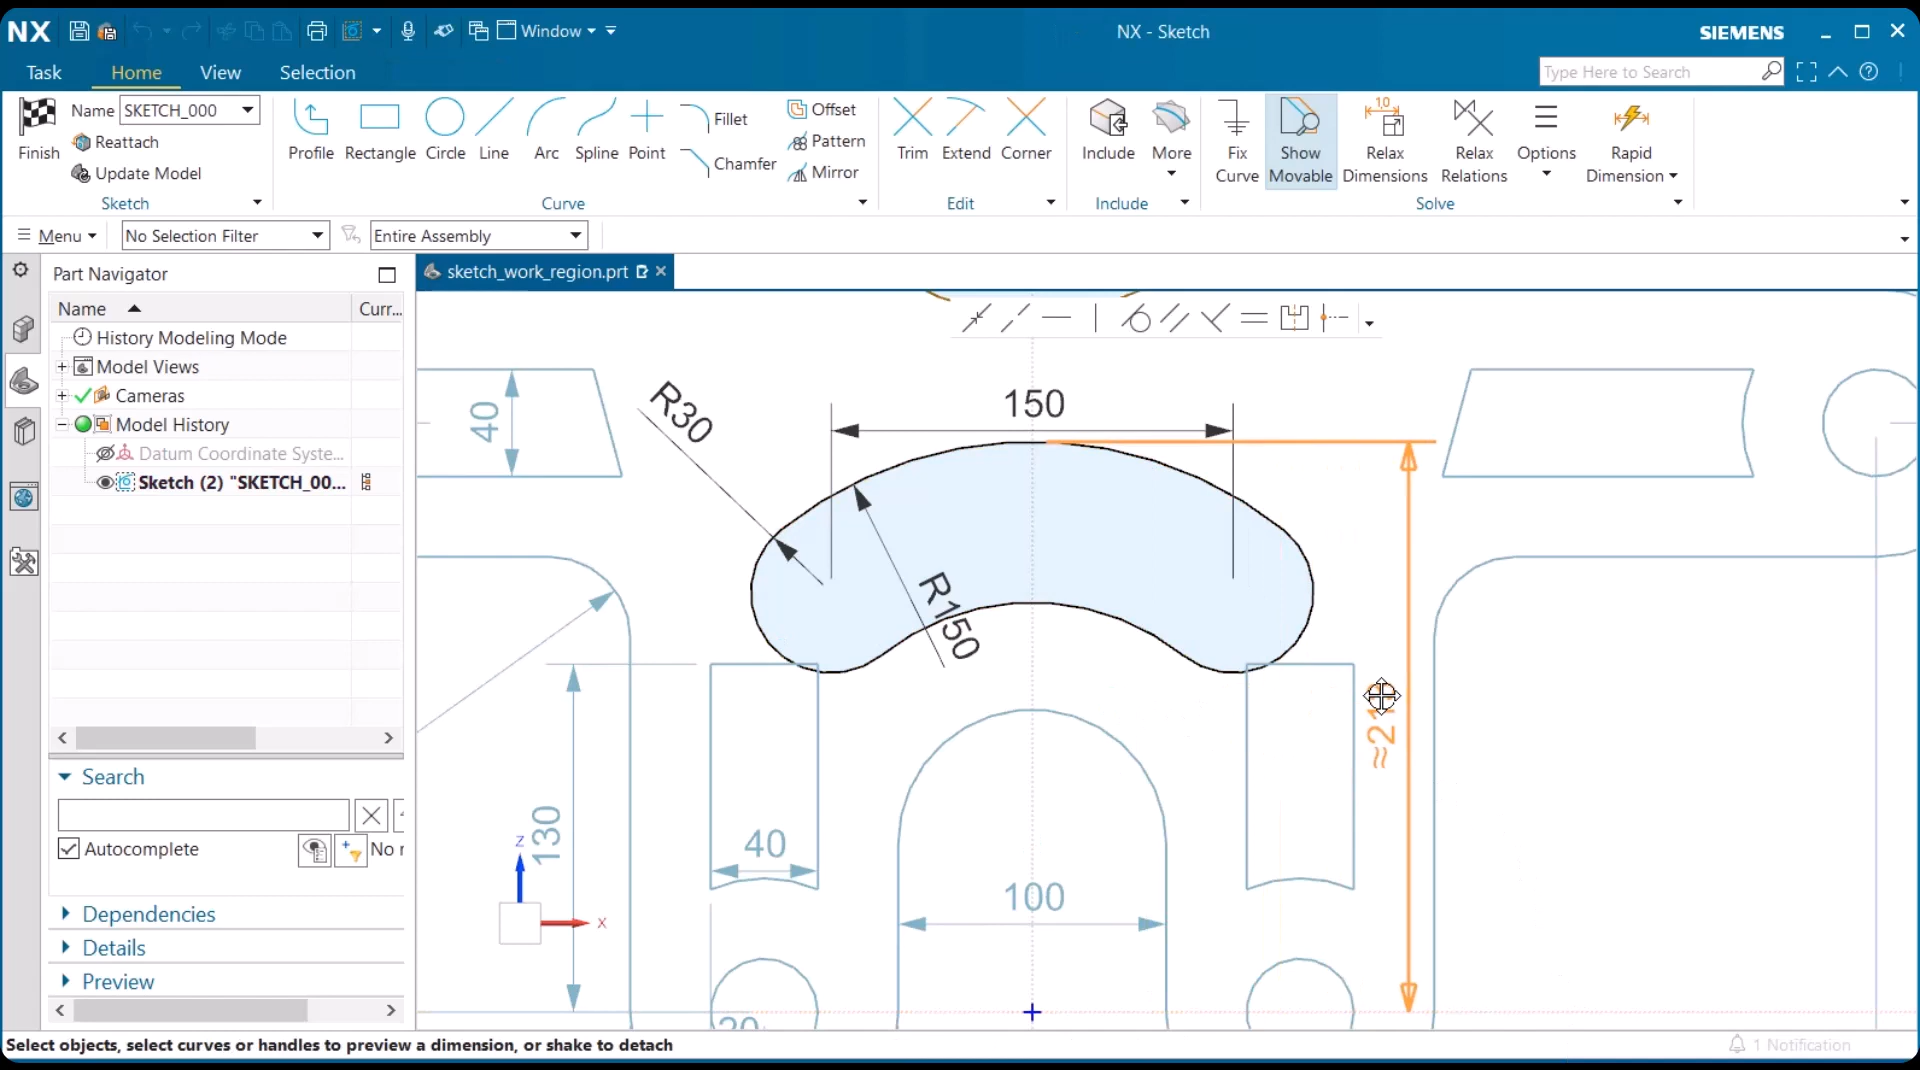 NX
Window
NX - Sketch
SIEMENS
Task
Home
View
Selection
Type Here to Search
Name
SKETCH_000
Finish
Reattach
Update Model
Sketch
Profile
Rectangle
Circle
Line
Arc
Spline
Point
Fillet
Chamfer
Offset
Pattern
Mirror
Curve
Trim
Extend
Corner
Edit
Include
More
Include
Fix Curve
Show Movable
1,0
Relax Dimensions
Relax Relations
Options
Rapid Dimension
Solve
Menu
No Selection Filter
Entire Assembly
Part Navigator
sketch_work_region.prt
Name
Curr...
History Modeling Mode
Model Views
Cameras
Model History
Datum Coordinate Syste...
Sketch (2) "SKETCH_00...
Search
Autocomplete
No
Dependencies
Details
Preview
40
R30
150
R150
130
40
100
20
Z
X
Select objects, select curves or handles to preview a dimension, or shake to detach
1 Notification